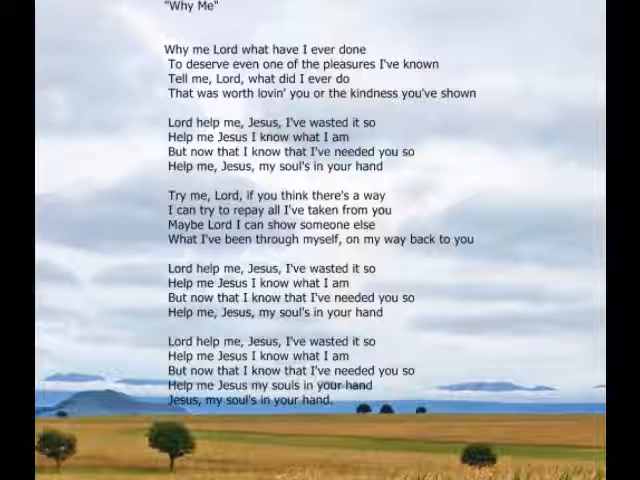 "Why Me"
Why me Lord what have I ever done
To deserve even one of the pleasures I've known
Tell me, Lord, what did I ever do
That was worth lovin' you or the kindness you've shown
Lord help me, Jesus, I've wasted it so
Help me Jesus I know what I am
But now that I know that I've needed you so
Help me, Jesus, my soul's in your hand
Try me, Lord, if you think there's a way
I can try to repay all I've taken from you
Maybe Lord I can show someone else
What I've been through myself, on my way back to you
Lord help me, Jesus, I've wasted it so
Help me Jesus I know what I am
But now that I know that I've needed you so
Help me, Jesus, my soul's in your hand
Lord help me, Jesus, I've wasted it so
Help me Jesus I know what I am
But now that I know that I've needed you so
Help me Jesus my souls in your hand
Jesus, my soul's in your hand.